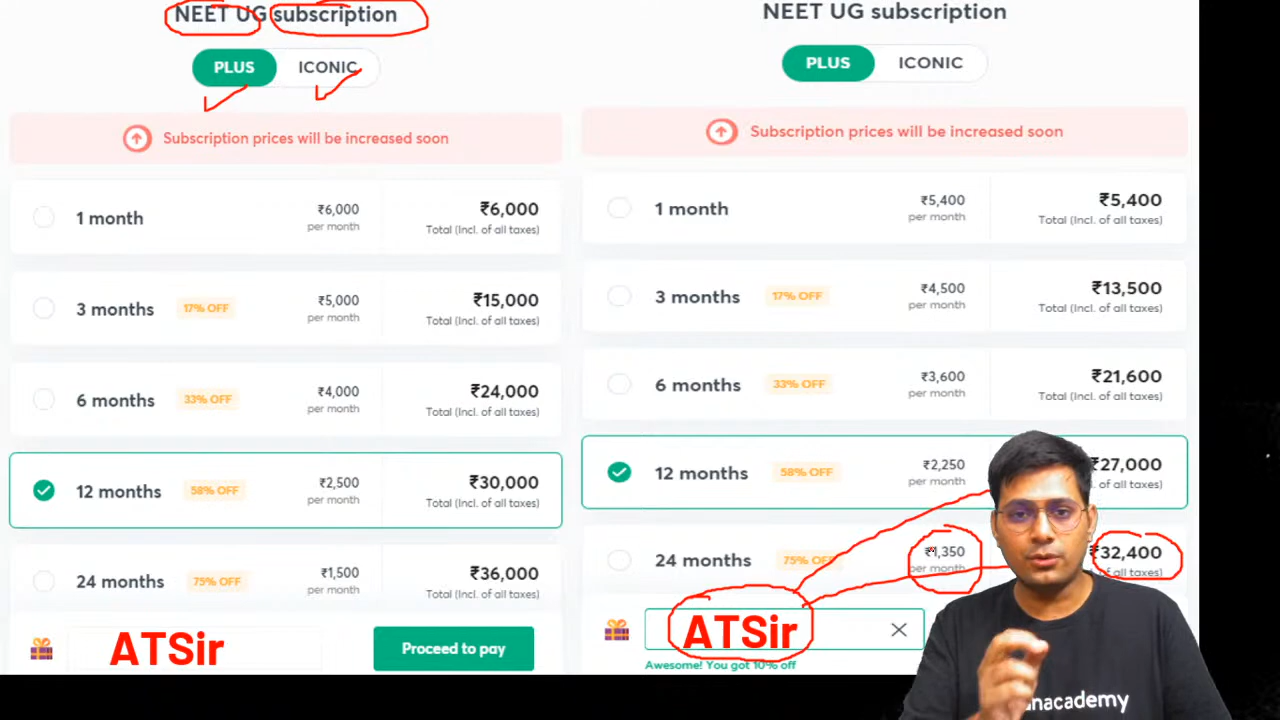 NEET UG subscription
PLUS
ICONIC
Subscription prices will be increased soon
1 month
₹6,000
per month
₹6,000
Total (Incl. of all taxes)
3 months
17% OFF
₹5,000
per month
₹15,000
Total (Incl. of all taxes)
6 months
33% OFF
₹4,000
per month
₹24,000
Total (Incl. of all taxes)
12 months
58% OFF
₹2,500
per month
₹30,000
Total (Incl. of all taxes)
24 months
75% OFF
₹1,500
per month
₹36,000
Total (Incl. of all taxes)
ATSir
Proceed to pay
NEET UG subscription
PLUS
ICONIC
Subscription prices will be increased soon
1 month
₹5,400
per month
₹5,400
Total (Incl. of all taxes)
3 months
17% OFF
₹4,500
per month
₹13,500
Total (Incl. of all taxes)
6 months
33% OFF
₹3,600
per month
₹21,600
Total (Incl. of all taxes)
12 months
58% OFF
₹2,250
per month
₹27,000
of all taxes)
24 months
75% OFF
₹1,350
per month
₹32,400
of all taxes)
ATSir
Awesome! You got 10% off
unacademy